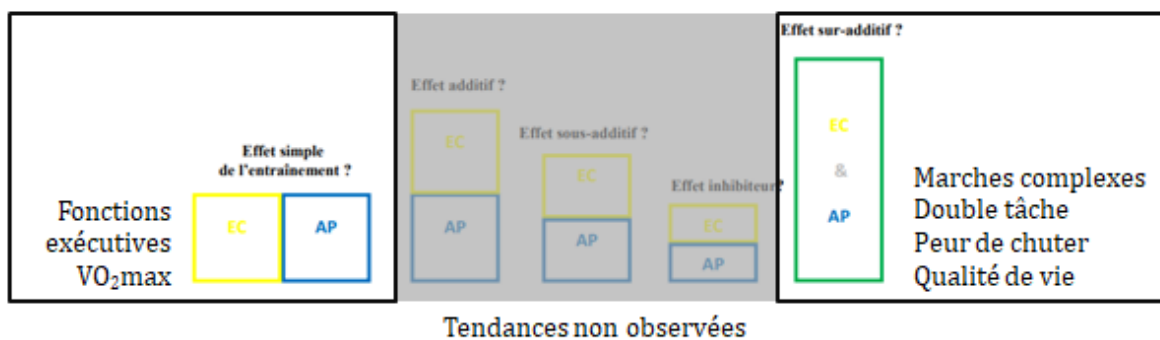 Effet simple
de l'entraînement ?
EC
AP
Fonctions
exécutives
VO₂max
Effet additif ?
EC
AP
Effet sous-additif ?
EC
AP
Effet inhibiteur?
EC
AP
Effet sur-additif ?
EC
&
AP
Marches complexes
Double tâche
Peur de chuter
Qualité de vie
Tendances non observées